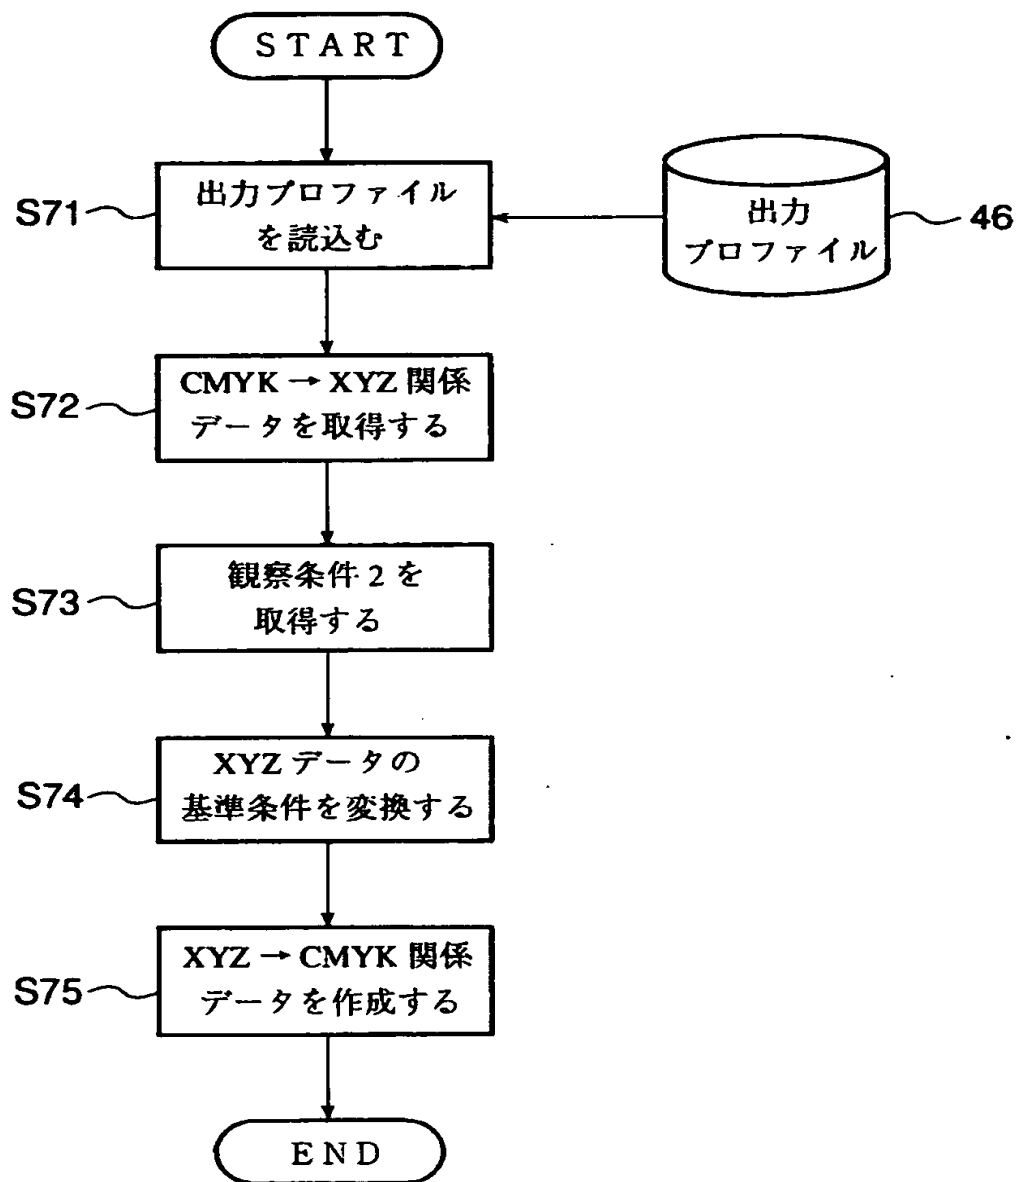 START
S71
出力プロファイル
を読込む
出力
プロファイル
46
S72
CMYK → XYZ 関係
データを取得する
S73
観察条件 2 を
取得する
S74
XYZ データの
基準条件を変換する
S75
XYZ → CMYK 関係
データを作成する
END